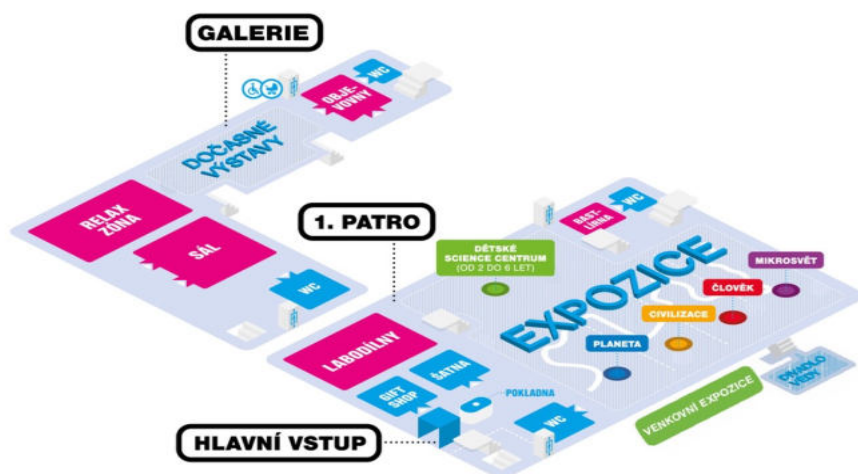 GALERIE
WC
OBJE-
VOVNY
DOČASNÉ
VÝSTAVY
RELAX
ZÓNA
SÁL
WC
1. PATRO
WC
BAST-
LÍRNA
DĚTSKÉ
SCIENCE CENTRUM
(OD 2 DO 6 LET)
EXPOZICE
MIKROSVĚT
ČLOVĚK
CIVILIZACE
PLANETA
LABODÍLNY
ŠATNA
GIFT
SHOP
POKLADNA
WC
DIVADLO
VĚDY
VENKOVNÍ EXPOZICE
HLAVNÍ VSTUP